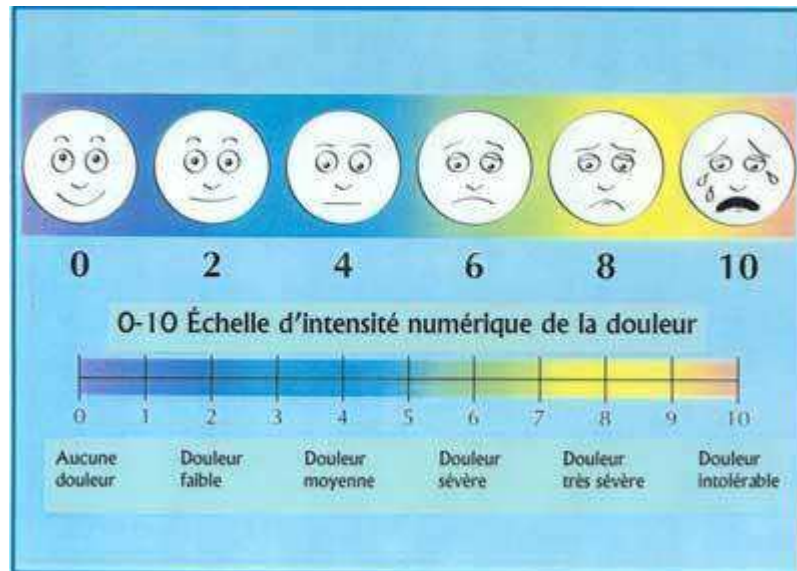 0 2 4 6 8 10
0-10 Échelle d'intensité numérique de la douleur
0 1 2 3 4 5 6 7 8 9 10
Aucune douleur
Douleur faible
Douleur moyenne
Douleur sévère
Douleur très sévère
Douleur intolérable